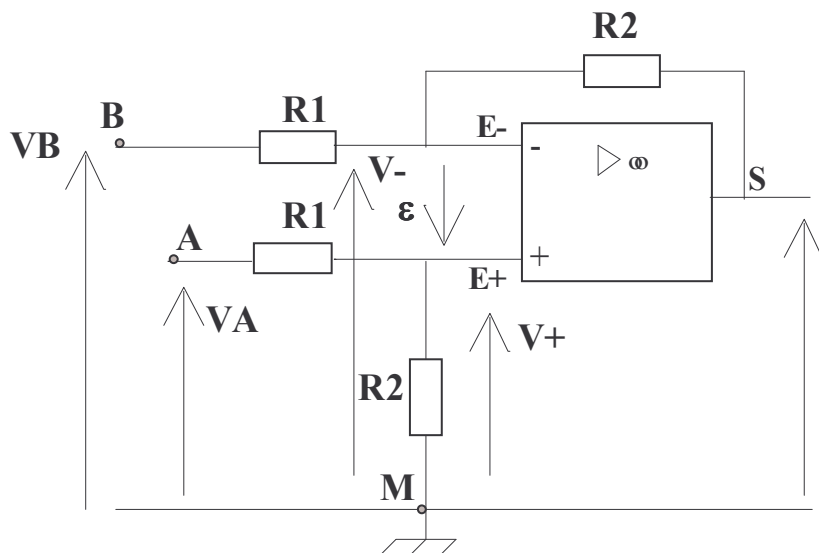 R2
B
R1
E-
-
VB
V-
▷ ∞
S
ε
A
R1
+
E+
VA
V+
R2
M